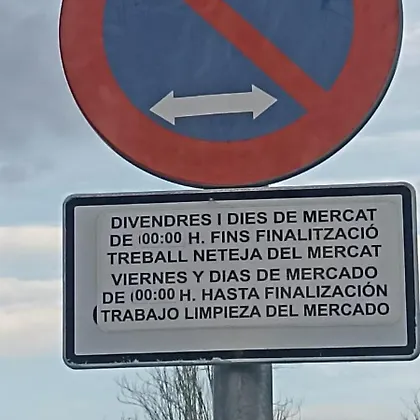 DIVENDRES I DIES DE MERCAT
DE 00:00 H. FINS FINALITZACIÓ
TREBALL NETEJA DEL MERCAT
VIERNES Y DIAS DE MERCADO
DE 00:00 H. HASTA FINALIZACIÓN
TRABAJO LIMPIEZA DEL MERCADO